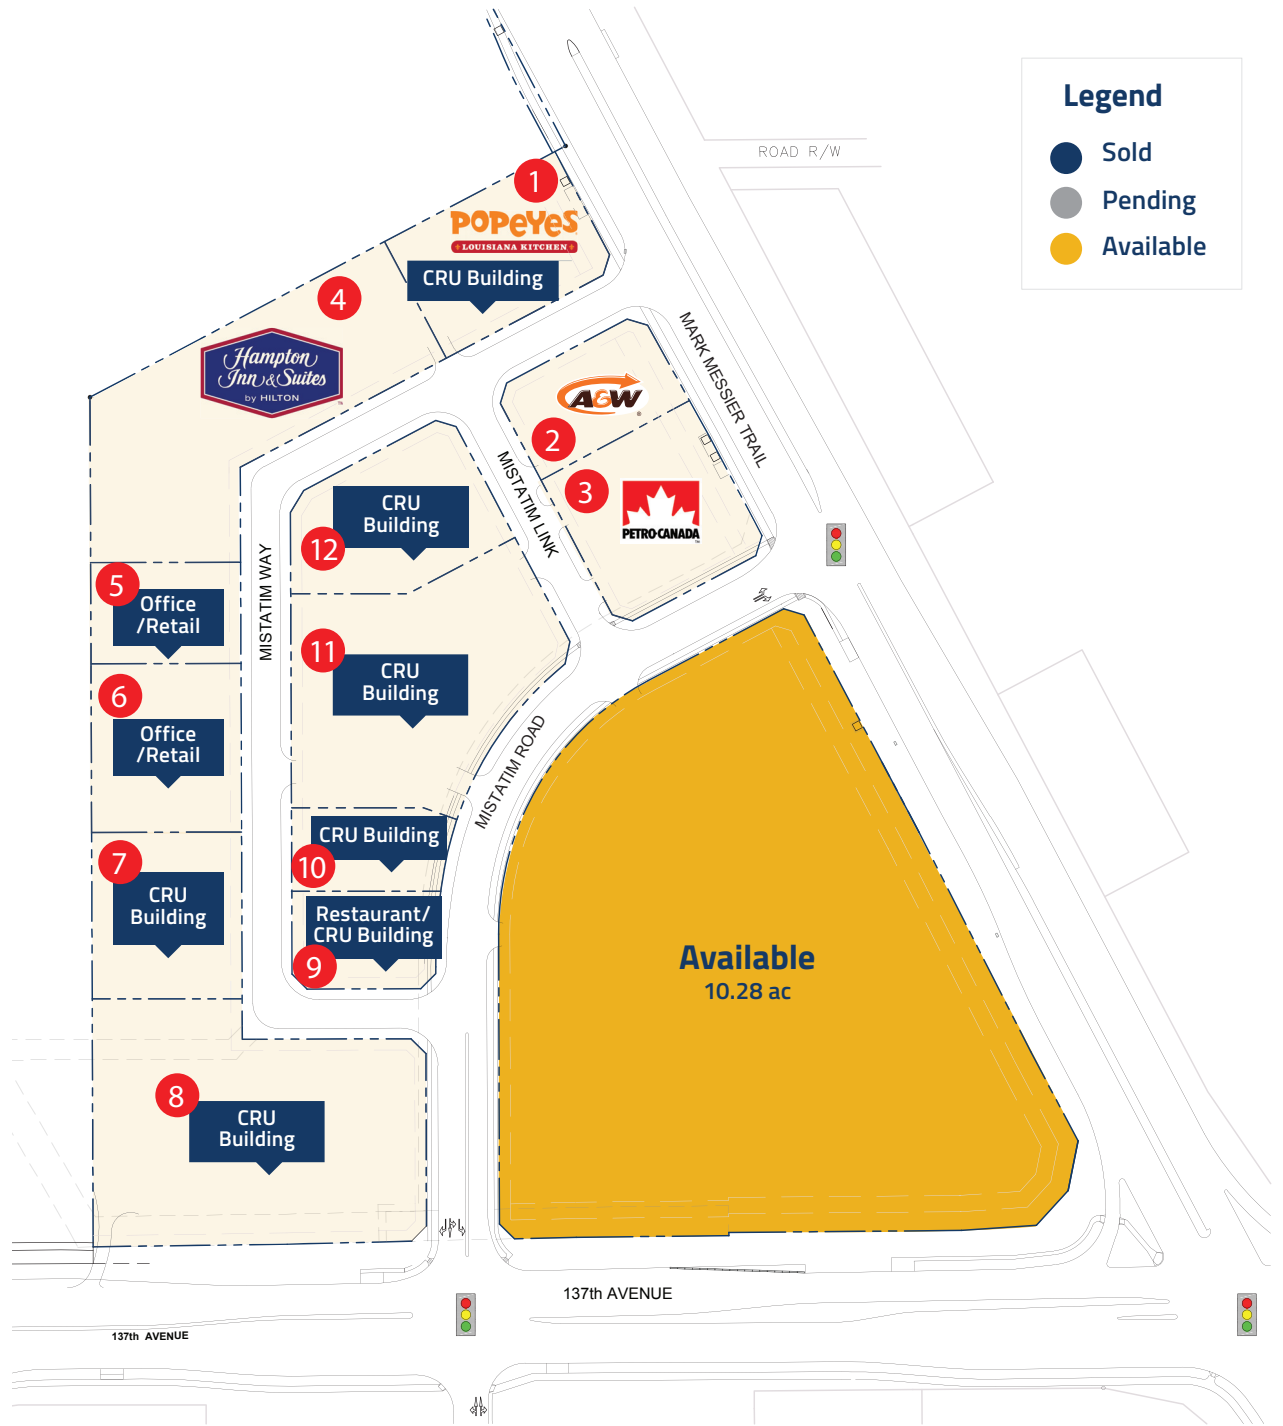 Legend
Sold
Pending
Available
ROAD R/W
1
POPEYES
LOUISIANA KITCHEN
CRU Building
4
Hampton
Inn & Suites
by HILTON
™
MARK MESSIER TRAIL
A&W
®
2
MISTATIM LINK
3
PETRO-CANADA
™
CRU
Building
12
MISTATIM WAY
5
Office
/Retail
11
CRU
Building
6
Office
/Retail
MISTATIM ROAD
CRU Building
10
7
CRU
Building
Restaurant/
CRU Building
9
Available
10.28 ac
8
CRU
Building
137th AVENUE
137th AVENUE